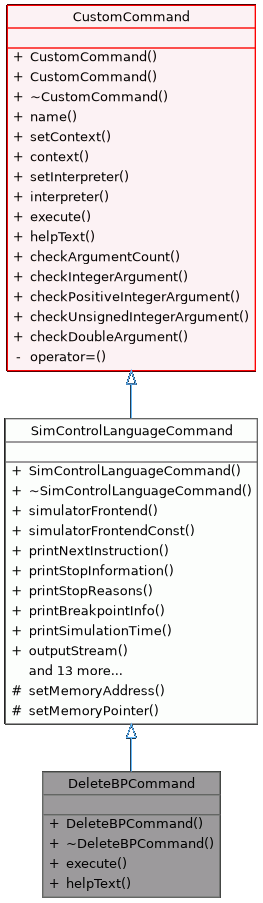 CustomCommand
+ CustomCommand()
+ CustomCommand()
+ ~CustomCommand()
+ name()
+ setContext()
+ context()
+ setInterpreter()
+ interpreter()
+ execute()
+ helpText()
+ checkArgumentCount()
+ checkIntegerArgument()
+ checkPositiveIntegerArgument()
+ checkUnsignedIntegerArgument()
+ checkDoubleArgument()
- operator=()
SimControlLanguageCommand
+ SimControlLanguageCommand()
+ ~SimControlLanguageCommand()
+ simulatorFrontend()
+ simulatorFrontendConst()
+ printNextInstruction()
+ printStopInformation()
+ printStopReasons()
+ printBreakpointInfo()
+ printSimulationTime()
+ outputStream()
and 13 more...
# setMemoryAddress()
# setMemoryPointer()
DeleteBPCommand
+ DeleteBPCommand()
+ ~DeleteBPCommand()
+ execute()
+ helpText()